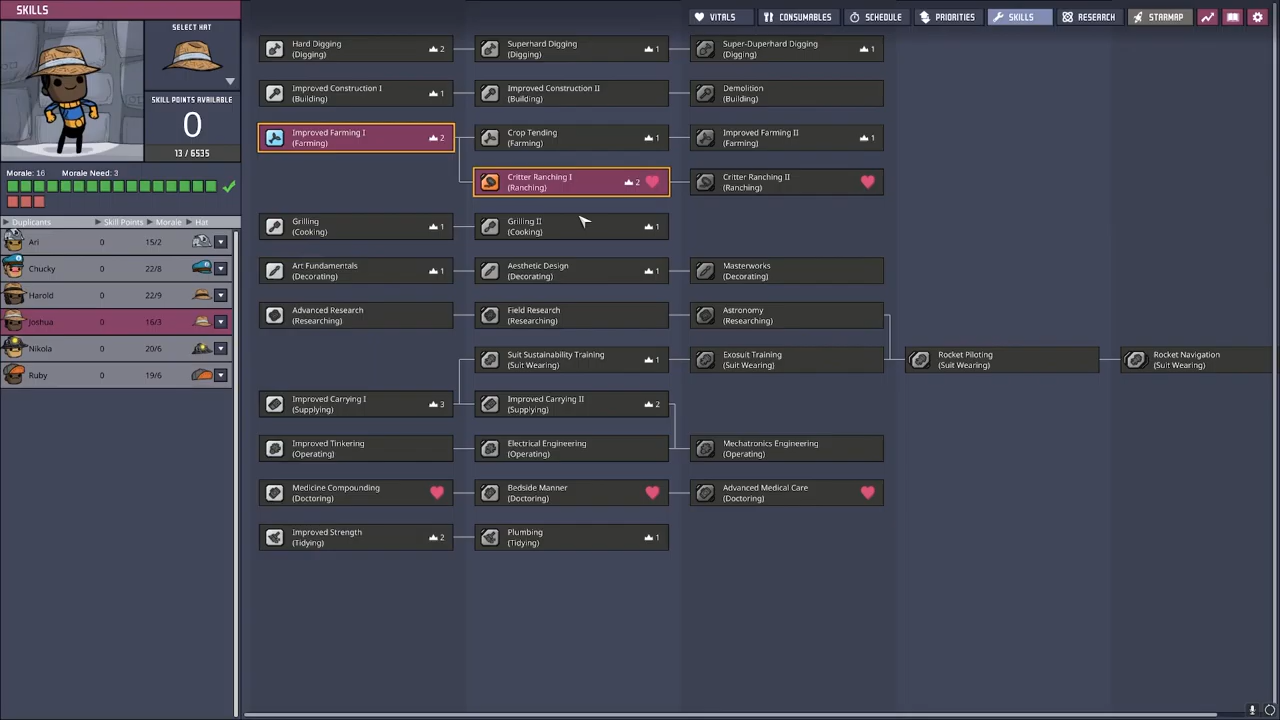 SKILLS
VITALS
CONSUMABLES
SCHEDULE
PRIORITIES
SKILLS
RESEARCH
STARMAP
SELECT HAT
SKILL POINTS AVAILABLE
0
13 / 6535
Morale: 16 Morale Need: 3
Duplicants Skill Points Morale Hat
Ari 0 15/2
Chucky 0 22/8
Harold 0 22/9
Joshua 0 16/3
Nikola 0 20/6
Ruby 0 19/6
Hard Digging
(Digging)
2
Superhard Digging
(Digging)
1
Super-Duperhard Digging
(Digging)
1
Improved Construction I
(Building)
1
Improved Construction II
(Building)
Demolition
(Building)
Improved Farming I
(Farming)
2
Crop Tending
(Farming)
1
Improved Farming II
(Farming)
1
Critter Ranching I
(Ranching)
2
Critter Ranching II
(Ranching)
Grilling
(Cooking)
1
Grilling II
(Cooking)
1
Art Fundamentals
(Decorating)
1
Aesthetic Design
(Decorating)
1
Masterworks
(Decorating)
Advanced Research
(Researching)
Field Research
(Researching)
Astronomy
(Researching)
Suit Sustainability Training
(Suit Wearing)
1
Exosuit Training
(Suit Wearing)
Rocket Piloting
(Suit Wearing)
Rocket Navigation
(Suit Wearing)
Improved Carrying I
(Supplying)
3
Improved Carrying II
(Supplying)
2
Improved Tinkering
(Operating)
Electrical Engineering
(Operating)
Mechatronics Engineering
(Operating)
Medicine Compounding
(Doctoring)
Bedside Manner
(Doctoring)
Advanced Medical Care
(Doctoring)
Improved Strength
(Tidying)
2
Plumbing
(Tidying)
1